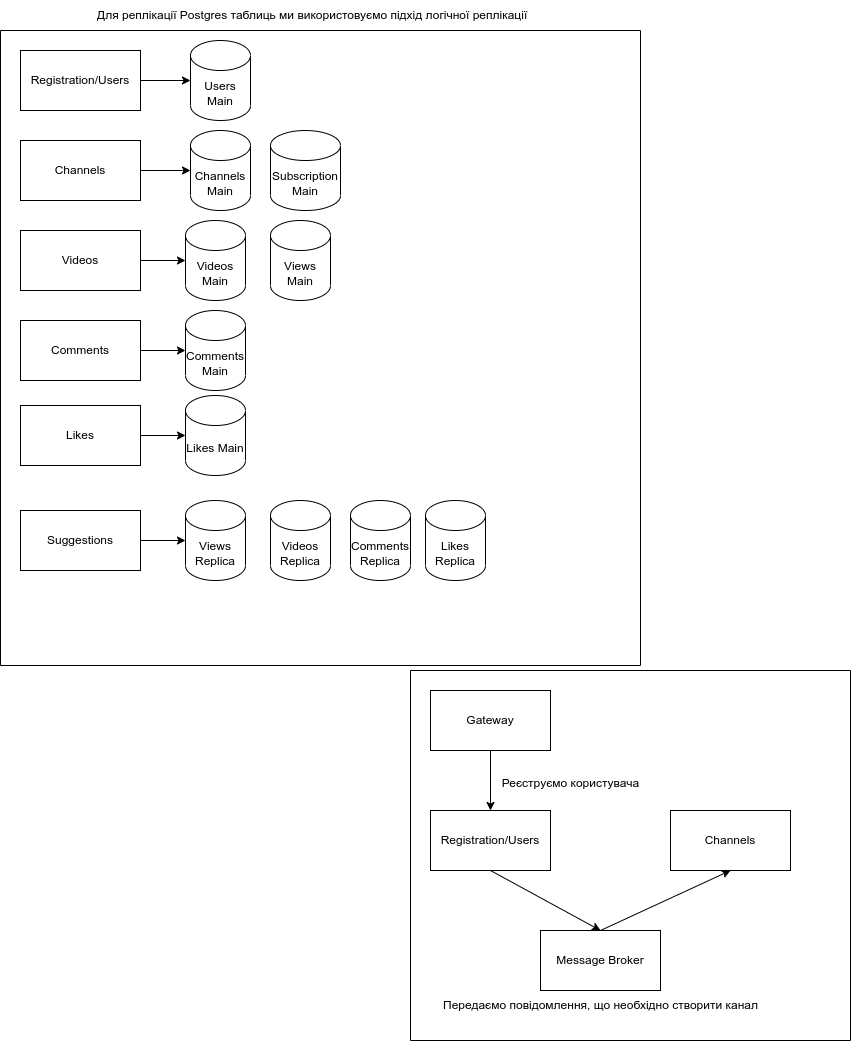 Для реплікації Postgres таблиць ми використовуємо підхід логічної реплікації
Registration/Users
Users
Main
Channels
Channels
Main
Subscription
Main
Videos
Videos
Main
Views
Main
Comments
Comments
Main
Likes
Likes Main
Suggestions
Views
Replica
Videos
Replica
Comments
Replica
Likes
Replica
Gateway
Реєструємо користувача
Registration/Users
Channels
Message Broker
Передаємо повідомлення, що необхідно створити канал